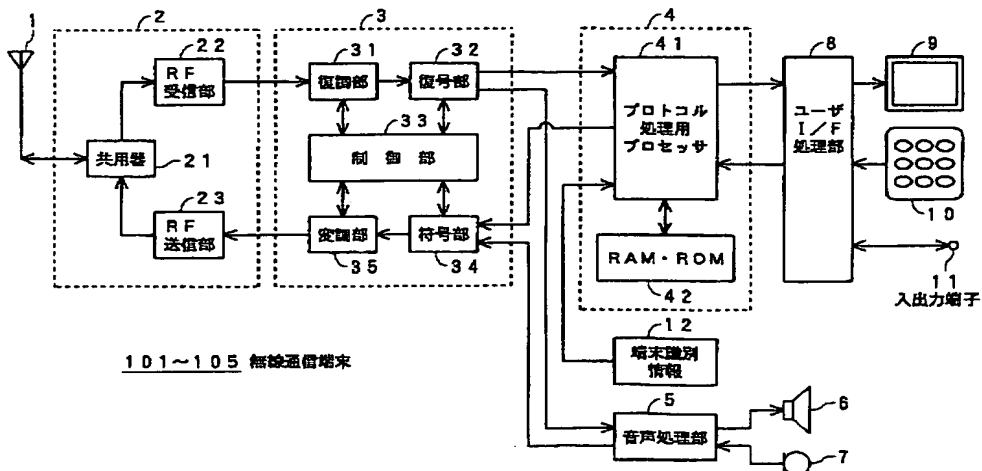 1
2
22
RF
受信部
共用器
21
23
RF
送信部
3
31
復調部
32
復号部
33
制御部
変調部
35
符号部
34
4
41
プロトコル
処理用
プロセッサ
RAM・ROM
42
8
ユーザ
I/F
処理部
9
10
11
入出力端子
12
端末識別
情報
5
音声処理部
6
7
101~105 無線通信端末